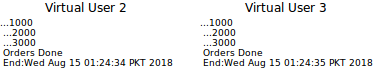 Virtual User 2
...1000
...2000
...3000
Orders Done
End:Wed Aug 15 01:24:34 PKT 2018
Virtual User 3
...1000
...2000
...3000
Orders Done
End:Wed Aug 15 01:24:35 PKT 2018